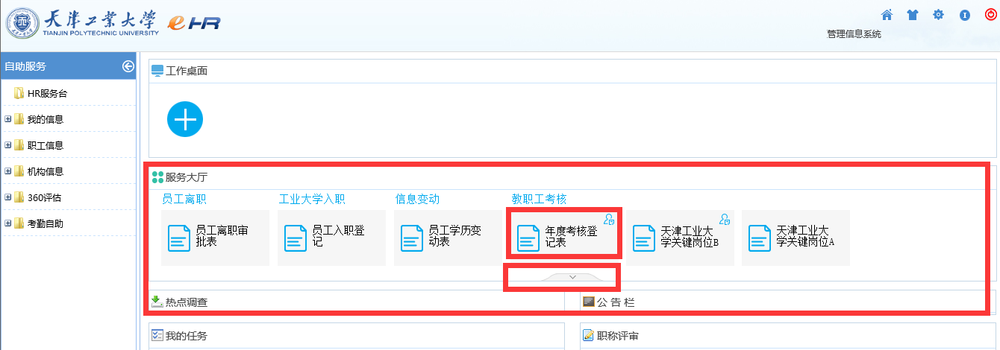 天津工业大学
TIANJIN POLYTECHNIC UNIVERSITY
eHR
管理信息系统
自助服务
HR服务台
我的信息
职工信息
机构信息
360评估
考勤自助
工作桌面
服务大厅
员工离职
工业大学入职
信息变动
教职工考核
员工离职审
批表
员工入职登
记
员工学历变
动表
年度考核登
记表
天津工业大
学关键岗位B
天津工业大
学关键岗位A
热点调查
公 告 栏
我的任务
职称评审